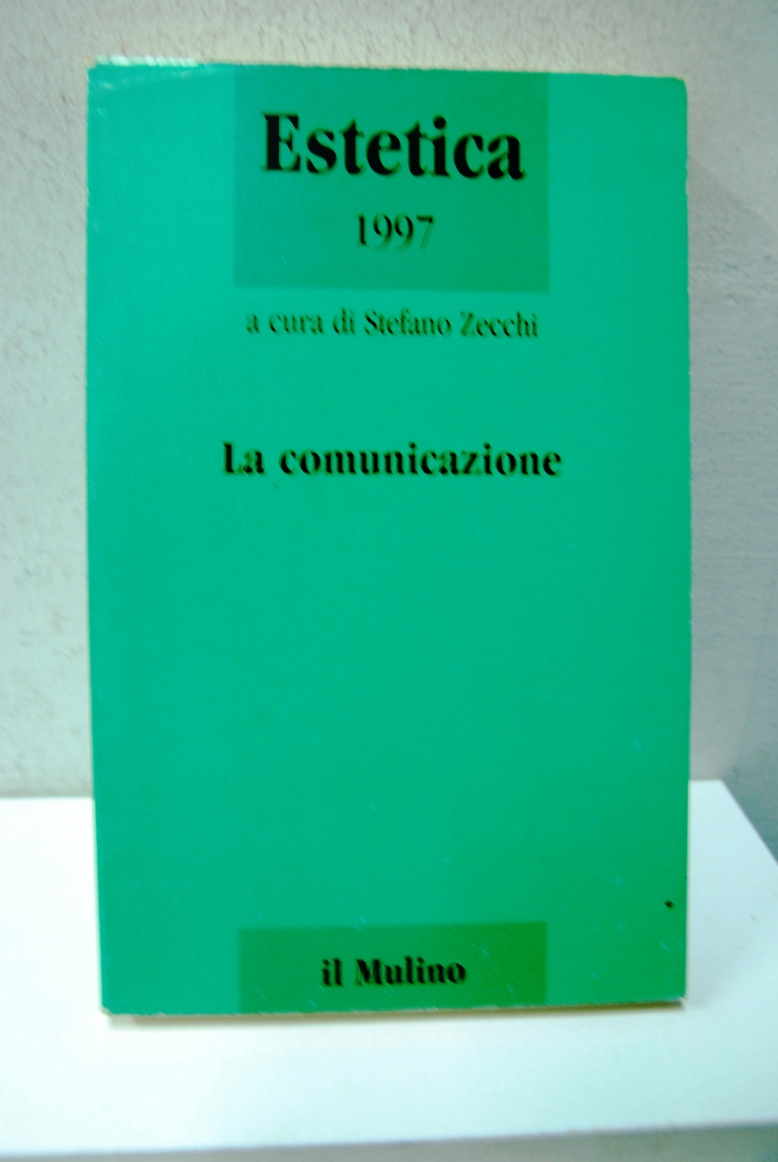 Estetica
1997
a cura di Stefano Zecchi
La comunicazione
il Mulino